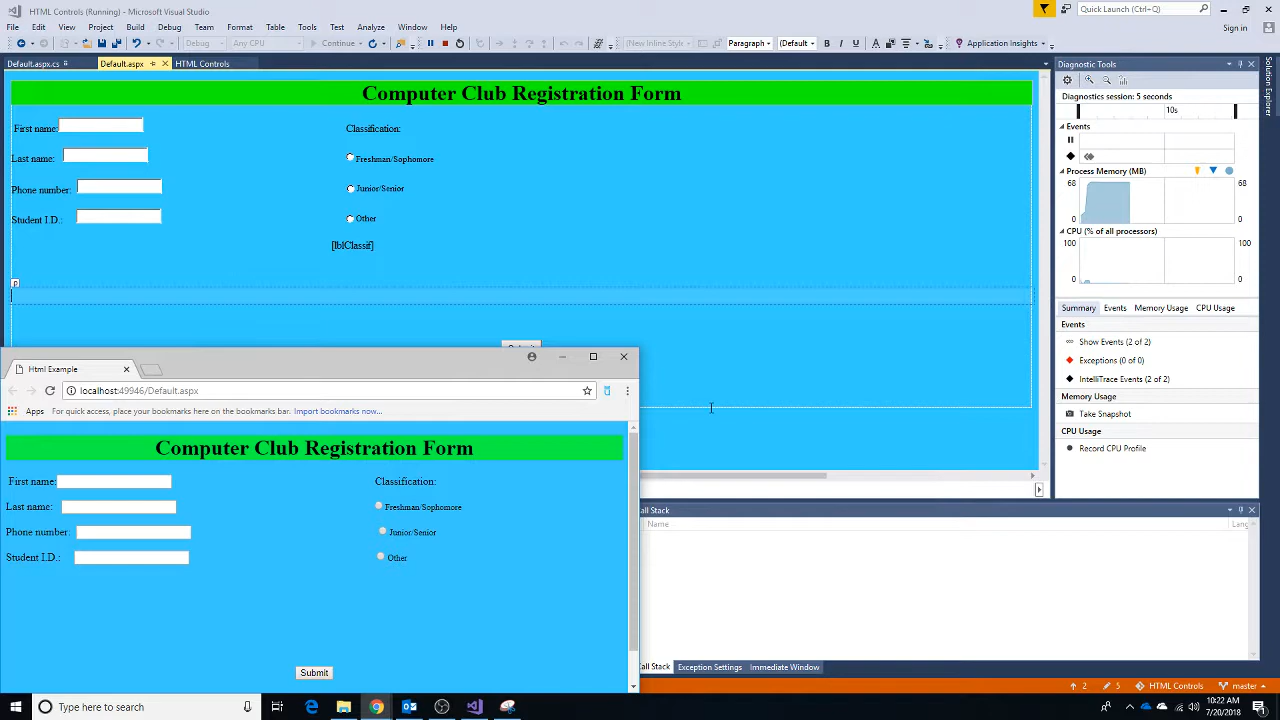 HTML Controls (Running) - Microsoft Visual Studio
Quick Launch (Ctrl+Q)
File Edit View Project Build Debug Team Format Table Tools Test Analyze Window Help
Sign in
Debug Any CPU Continue (New Inline Style Paragraph (Default B I U A Application Insights
Default.aspx.cs Default.aspx HTML Controls
Computer Club Registration Form
First name:
Classification:
Last name:
Freshman/Sophomore
Phone number:
Junior/Senior
Student I.D.:
Other
[lblClassif]
p
Html Example
localhost:49946/Default.aspx
Apps For quick access, place your bookmarks here on the bookmarks bar. Import bookmarks now...
Computer Club Registration Form
First name:
Classification:
Last name:
Freshman/Sophomore
Phone number:
Junior/Senior
Student I.D.:
Other
Submit
Diagnostic Tools
Diagnostics session: 5 seconds
10s
Events
Process Memory (MB)
68 68
0 0
CPU (% of all processors)
100 100
0 0
Summary Events Memory Usage CPU Usage
Events
Show Events (2 of 2)
Exceptions (0 of 0)
IntelliTrace Events (2 of 2)
Memory Usage
Take Snapshot
CPU Usage
Record CPU Profile
Solution Explorer
Call Stack
Name Lang
Call Stack Exception Settings Immediate Window
2 5 HTML Controls master
Type here to search
10:22 AM
7/20/2018